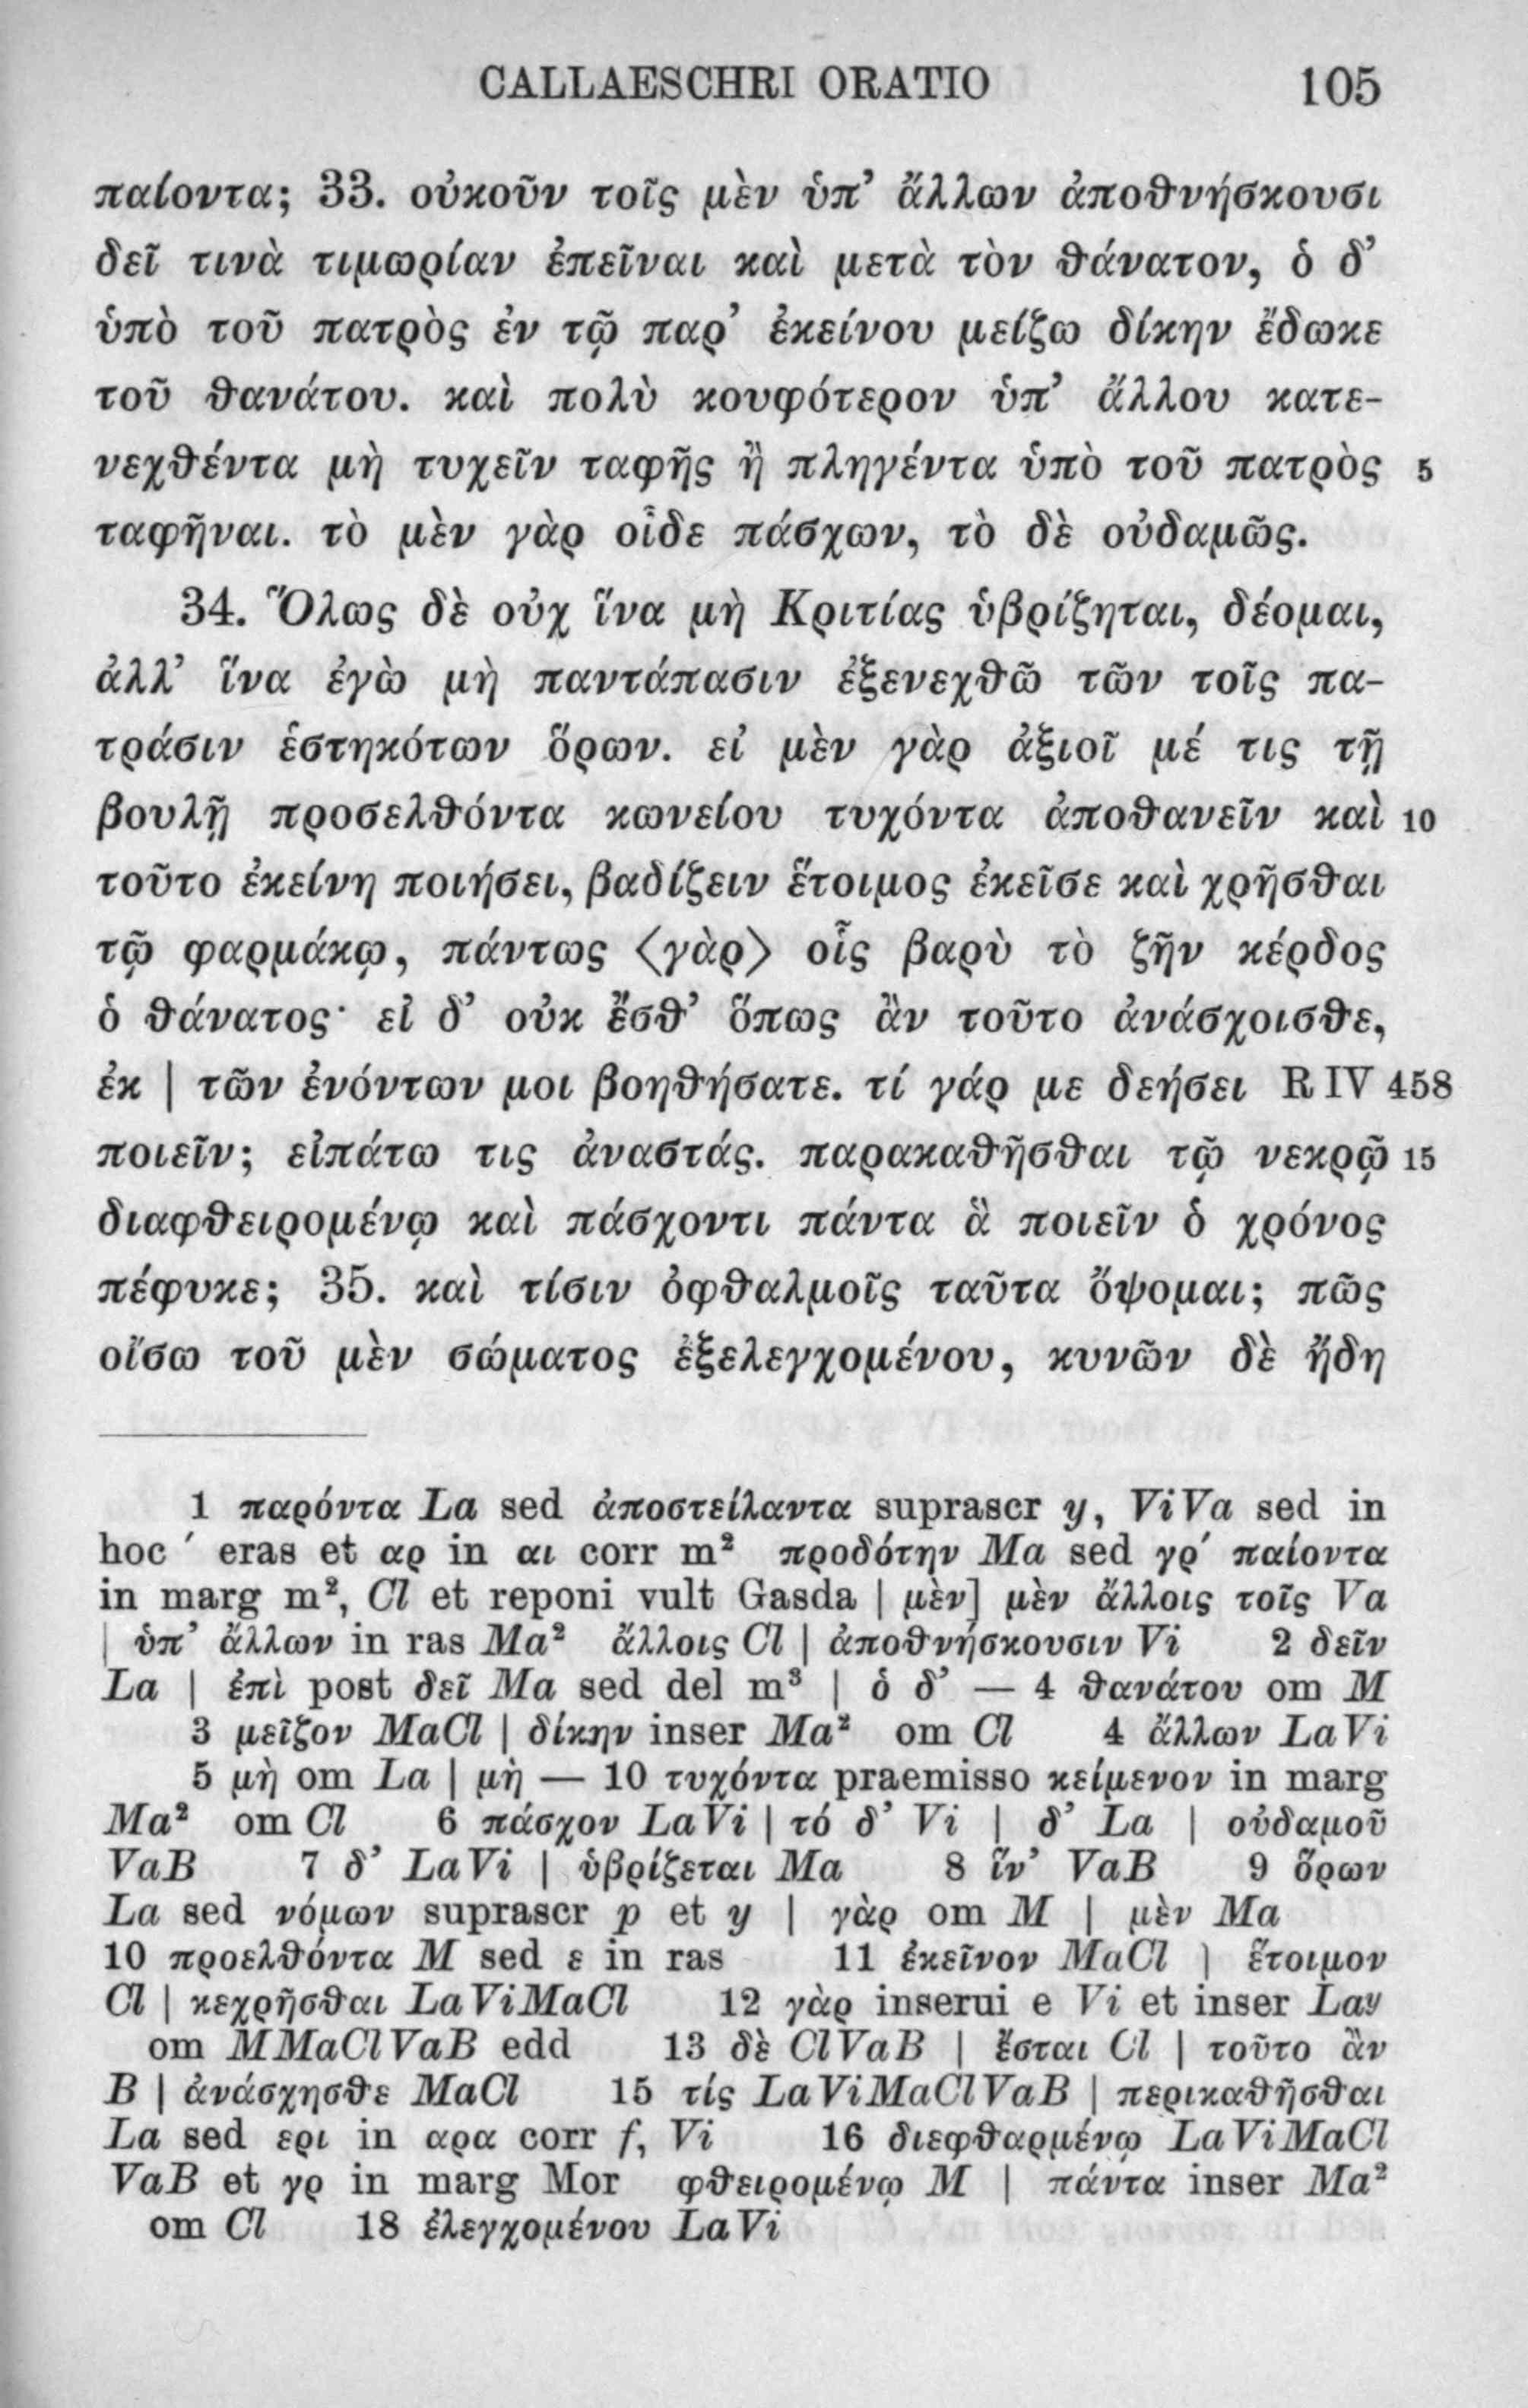 CALLAESCHRI ORATIO 105
παίοντα; 33. οὐκοῦν τοῖς μὲν ὑπ’ ἄλλων ἀποθνήσκουσι
δεῖ τινὰ τιμωρίαν ἐπεῖναι καὶ μετὰ τὸν θάνατον, ὁ δ’
ὑπὸ τοῦ πατρὸς ἐν τῷ παρ’ ἐκείνου μείζω δίκην ἔδωκε
τοῦ θανάτου. καὶ πολὺ κουφότερον ὑπ’ ἄλλου κατε-
νεχθέντα μὴ τυχεῖν ταφῆς ἢ πληγέντα ὑπὸ τοῦ πατρὸς 5
ταφῆναι. τὸ μὲν γὰρ οἶδε πάσχων, τὸ δὲ οὐδαμῶς.
34. Ὅλως δὲ οὐχ ἵνα μὴ Κριτίας ὑβρίζηται, δέομαι,
ἀλλ’ ἵνα ἐγὼ μὴ παντάπασιν ἐξενεχθῶ τῶν τοῖς πα-
τράσιν ἑστηκότων ὅρων. εἰ μὲν γὰρ ἀξιοῖ μέ τις τῇ
βουλῇ προσελθόντα κωνείου τυχόντα ἀποθανεῖν καὶ 10
τοῦτο ἐκείνη ποιήσει, βαδίζειν ἕτοιμος ἐκεῖσε καὶ χρῆσθαι
τῷ φαρμάκῳ, πάντως ⟨γὰρ⟩ οἷς βαρὺ τὸ ζῆν κέρδος
ὁ θάνατος· εἰ δ’ οὐκ ἔσθ’ ὅπως ἂν τοῦτο ἀνάσχοισθε,
ἐκ | τῶν ἐνόντων μοι βοηθήσατε. τί γάρ με δεήσει R IV 458
ποιεῖν; εἰπάτω τις ἀναστάς. παρακαθῆσθαι τῷ νεκρῷ 15
διαφθειρομένῳ καὶ πάσχοντι πάντα ἃ ποιεῖν ὁ χρόνος
πέφυκε; 35. καὶ τίσιν ὀφθαλμοῖς ταῦτα ὄψομαι; πῶς
οἴσω τοῦ μὲν σώματος ἐξελεγχομένου, κυνῶν δὲ ἤδη
1 παρόντα La sed ἀποστείλαντα suprascr y, ViVa sed in
hoc ´ eras et αρ in αι corr m² προδότην Ma sed γρ´ παίοντα
in marg m², Cl et reponi vult Gasda | μὲν] μὲν ἄλλοις τοῖς Va
| ὑπ’ ἄλλων in ras Ma² ἄλλοις Cl | ἀποθνήσκουσιν Vi 2 δεῖν
La | ἐπὶ post δεῖ Ma sed del m³ | ὁ δ’ — 4 θανάτου om M
3 μεῖζον MaCl | δίκην inser Ma² om Cl 4 ἄλλων LaVi
5 μὴ om La | μὴ — 10 τυχόντα praemisso κείμενον in marg
Ma² om Cl 6 πάσχον LaVi | τό δ’ Vi | δ’ La | οὐδαμοῦ
VaB 7 δ’ LaVi | ὑβρίζεται Ma 8 ἵν’ VaB 9 ὅρων
La sed νόμων suprascr p et y | γὰρ om M | μὲν Ma
10 προελθόντα M sed ε in ras 11 ἐκεῖνον MaCl | ἕτοιμον
Cl | κεχρῆσθαι LaViMaCl 12 γὰρ inserui e Vi et inser Laʸ
om MMaClVaB edd 13 δὲ ClVaB | ἔσται Cl | τοῦτο ἂν
B | ἀνάσχησθε MaCl 15 τίς LaViMaClVaB | περικαθῆσθαι
La sed ερι in αρα corr f, Vi 16 διεφθαρμένῳ LaViMaCl
VaB et γρ in marg Mor φθειρομένῳ M | πάντα inser Ma²
om Cl 18 ἐλεγχομένου LaVi